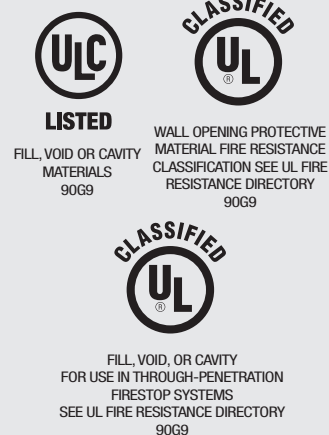 ULC
LISTED
FILL, VOID OR CAVITY
MATERIALS
90G9
CLASSIFIED
UL
®
WALL OPENING PROTECTIVE
MATERIAL FIRE RESISTANCE
CLASSIFICATION SEE UL FIRE
RESISTANCE DIRECTORY
90G9
CLASSIFIED
UL
®
FILL, VOID, OR CAVITY
FOR USE IN THROUGH-PENETRATION
FIRESTOP SYSTEMS
SEE UL FIRE RESISTANCE DIRECTORY
90G9